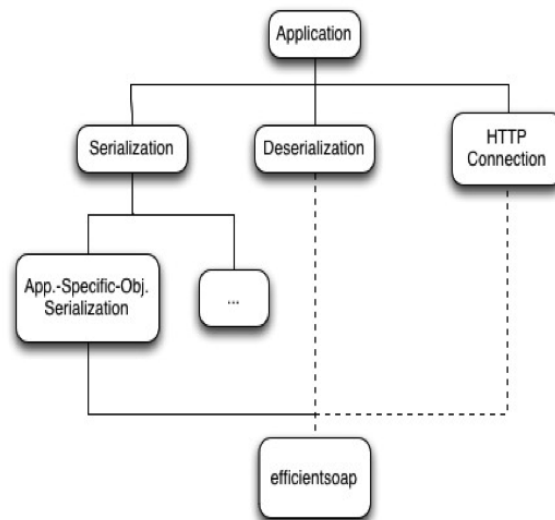 Application
Serialization
Deserialization
HTTP
Connection
App.-Specific-Obj.
Serialization
...
efficientsoap